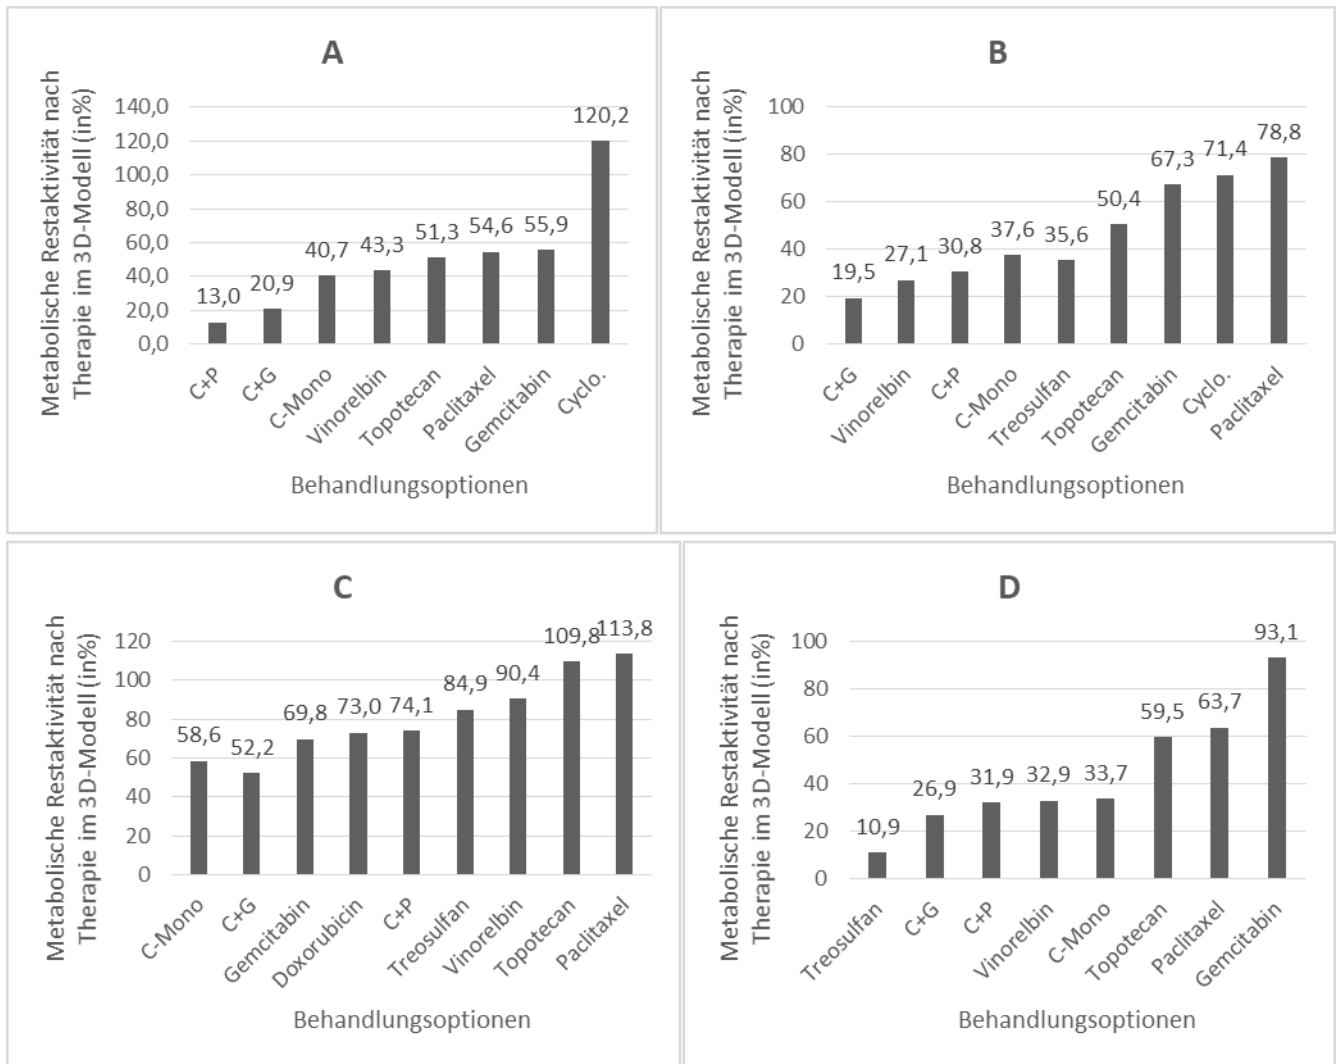 A
Metabolische Restaktivität nach
Therapie im 3D-Modell (in%)
140,0
120,0
100,0
80,0
60,0
40,0
20,0
0,0
13,0
20,9
40,7
43,3
51,3
54,6
55,9
120,2
C+P
C+G
C-Mono
Vinorelbin
Topotecan
Paclitaxel
Gemcitabin
Cyclo.
Behandlungsoptionen
B
Metabolische Restaktivität nach
Therapie im 3D-Modell (in%)
100
80
60
40
20
0
19,5
27,1
30,8
37,6
35,6
50,4
67,3
71,4
78,8
C+G
Vinorelbin
C+P
C-Mono
Treosulfan
Topotecan
Gemcitabin
Cyclo.
Paclitaxel
Behandlungsoptionen
C
Metabolische Restaktivität nach
Therapie im 3D-Modell (in%)
120
100
80
60
40
20
0
58,6
52,2
69,8
73,0
74,1
84,9
90,4
109,8
113,8
C-Mono
C+G
Gemcitabin
Doxorubicin
C+P
Treosulfan
Vinorelbin
Topotecan
Paclitaxel
Behandlungsoptionen
D
Metabolische Restaktivität nach
Therapie im 3D-Modell (in%)
100
80
60
40
20
0
10,9
26,9
31,9
32,9
33,7
59,5
63,7
93,1
Treosulfan
C+G
C+P
Vinorelbin
C-Mono
Topotecan
Paclitaxel
Gemcitabin
Behandlungsoptionen